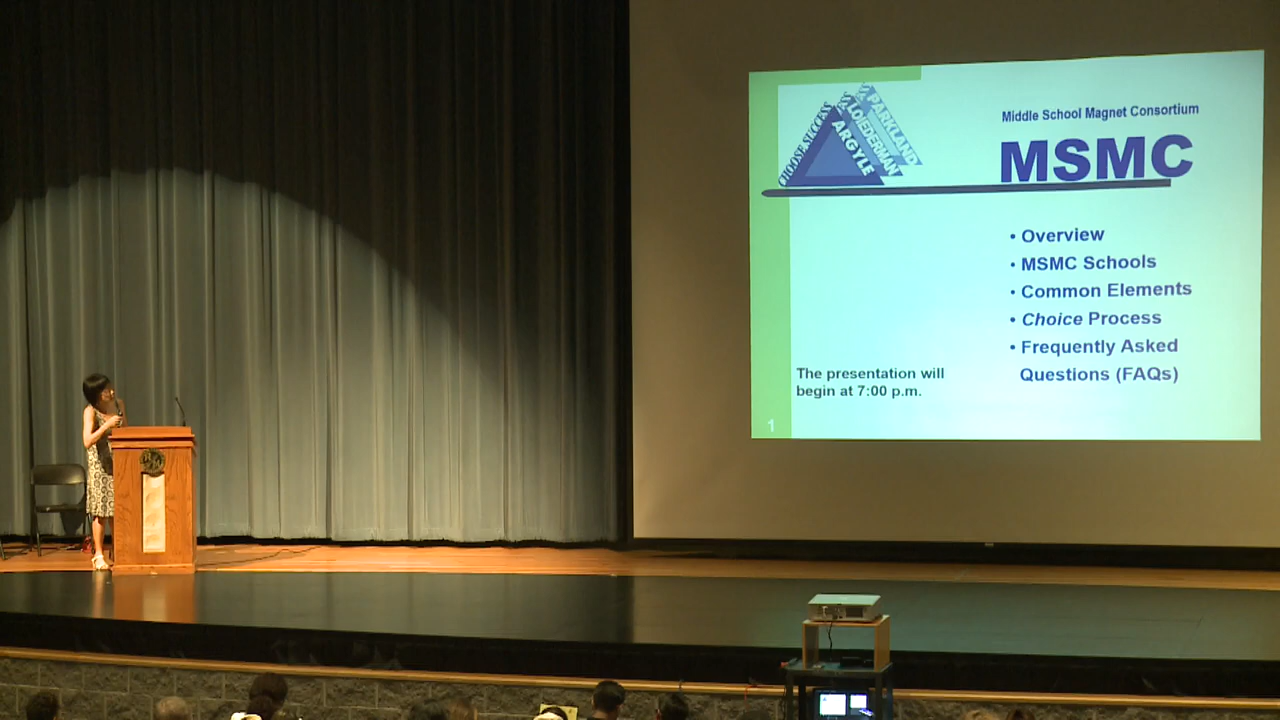 CHOOSE SUCCESS
PARKLAND
LOIEDERMAN
ARGYLE
Middle School Magnet Consortium
MSMC
• Overview
• MSMC Schools
• Common Elements
• Choice Process
• Frequently Asked
Questions (FAQs)
The presentation will
begin at 7:00 p.m.
1